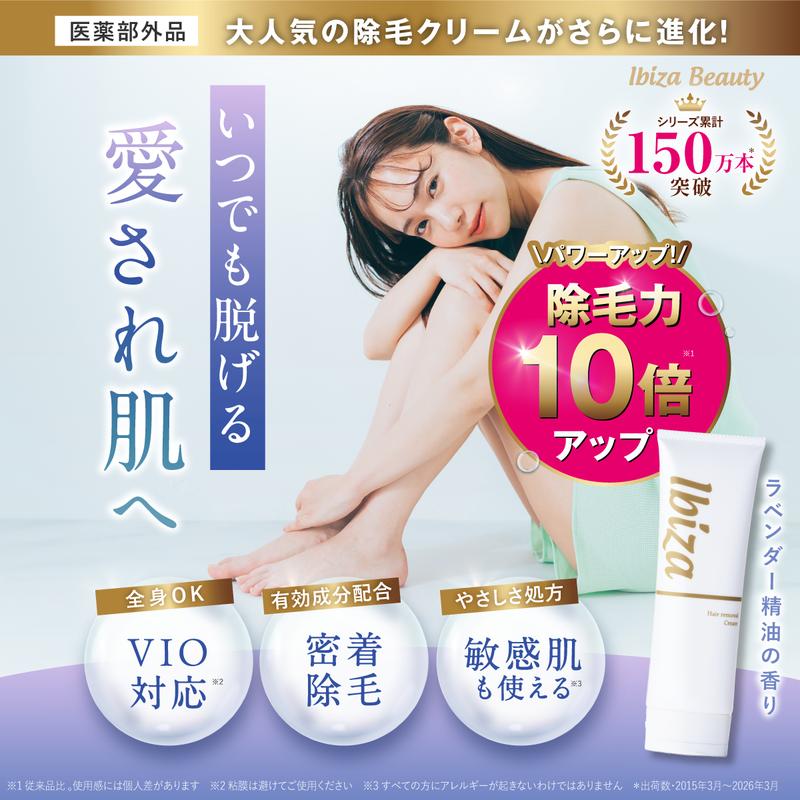 医薬部外品
大人気の除毛クリームがさらに進化!
Ibiza Beauty
シリーズ累計
150万本*
突破
いつでも脱げる
愛され肌へ
\パワーアップ!/
除毛力
10倍※1
アップ
Ibiza
Hair removal
Cream
ラベンダー精油の香り
全身OK
VIO
対応※2
有効成分配合
密着
除毛
やさしさ処方
敏感肌
も使える※3
※1 従来品比。使用感には個人差があります ※2 粘膜は避けてご使用ください ※3 すべての方にアレルギーが起きないわけではありません *出荷数・2015年3月〜2026年3月